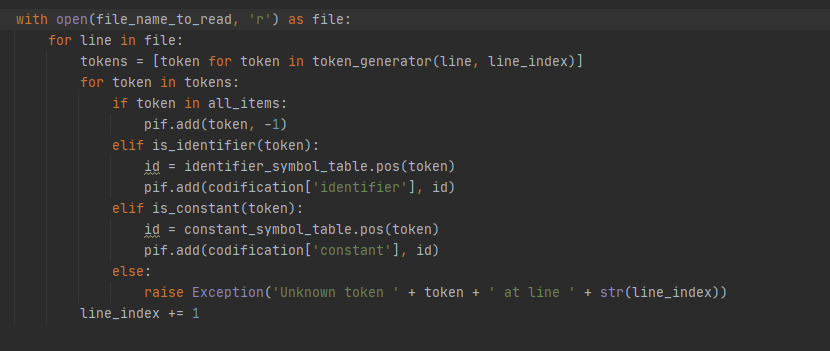 with open(file_name_to_read, 'r') as file:
    for line in file:
        tokens = [token for token in token_generator(line, line_index)]
        for token in tokens:
            if token in all_items:
                pif.add(token, -1)
            elif is_identifier(token):
                id = identifier_symbol_table.pos(token)
                pif.add(codification['identifier'], id)
            elif is_constant(token):
                id = constant_symbol_table.pos(token)
                pif.add(codification['constant'], id)
            else:
                raise Exception('Unknown token ' + token + ' at line ' + str(line_index))
        line_index += 1